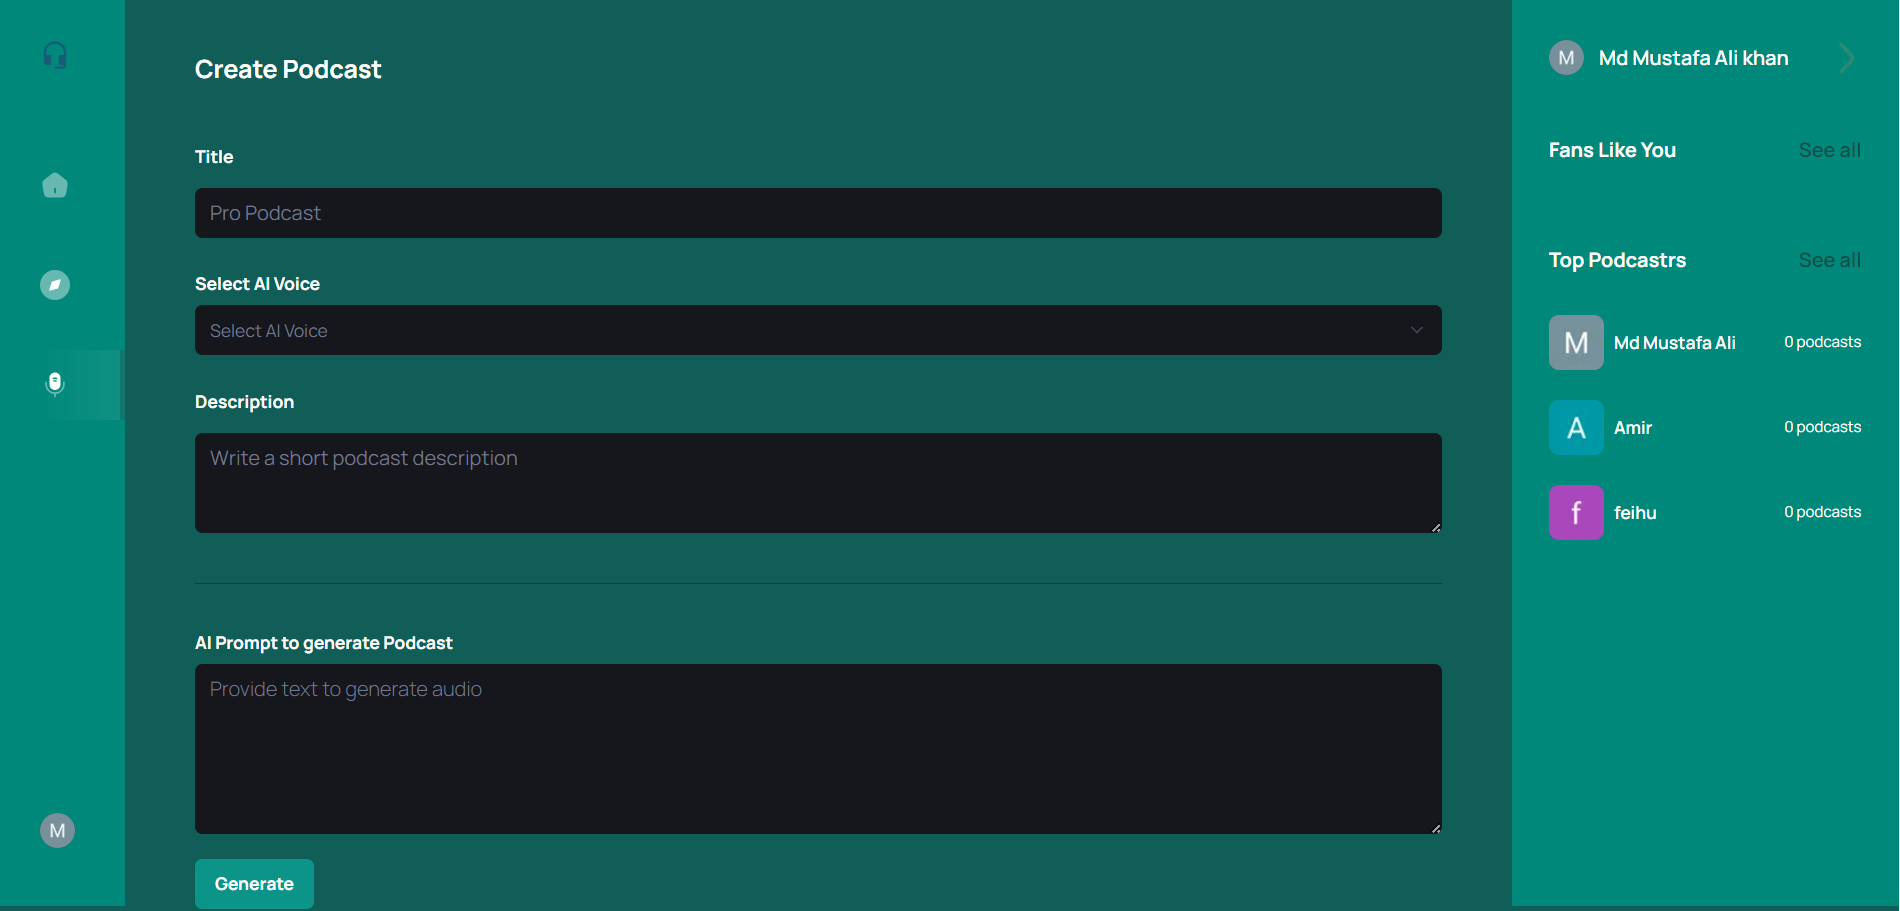 Create Podcast
Title
Pro Podcast
Select AI Voice
Select AI Voice
Description
Write a short podcast description
AI Prompt to generate Podcast
Provide text to generate audio
Generate
M
M Md Mustafa Ali khan
Fans Like You See all
Top Podcastrs See all
M Md Mustafa Ali 0 podcasts
A Amir 0 podcasts
f feihu 0 podcasts